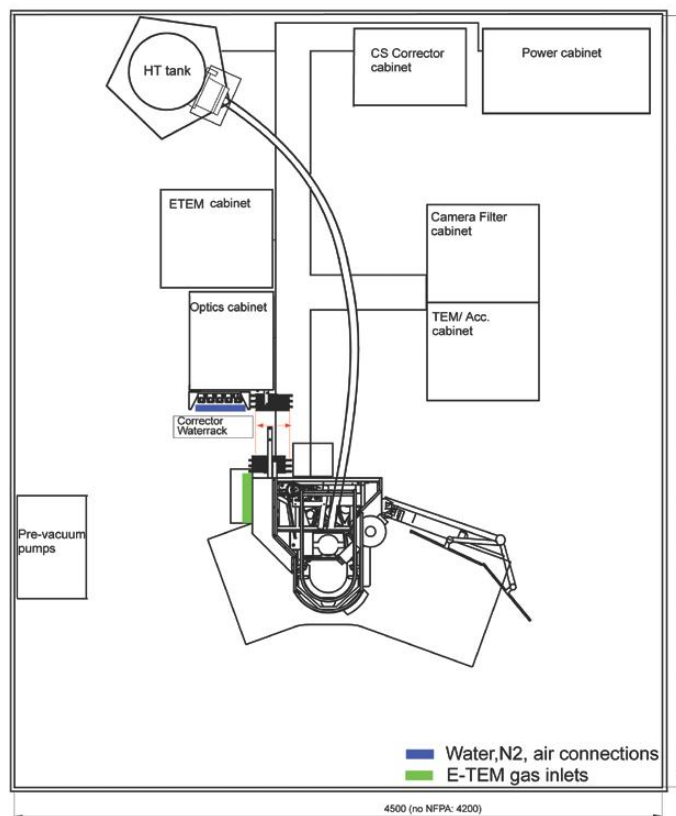 HT tank
CS Corrector
cabinet
Power cabinet
ETEM cabinet
Camera Filter
cabinet
Optics cabinet
TEM/ Acc.
cabinet
Corrector
Waterrack
Pre-vacuum
pumps
Water,N2, air connections
E-TEM gas inlets
4500 (no NFPA: 4200)